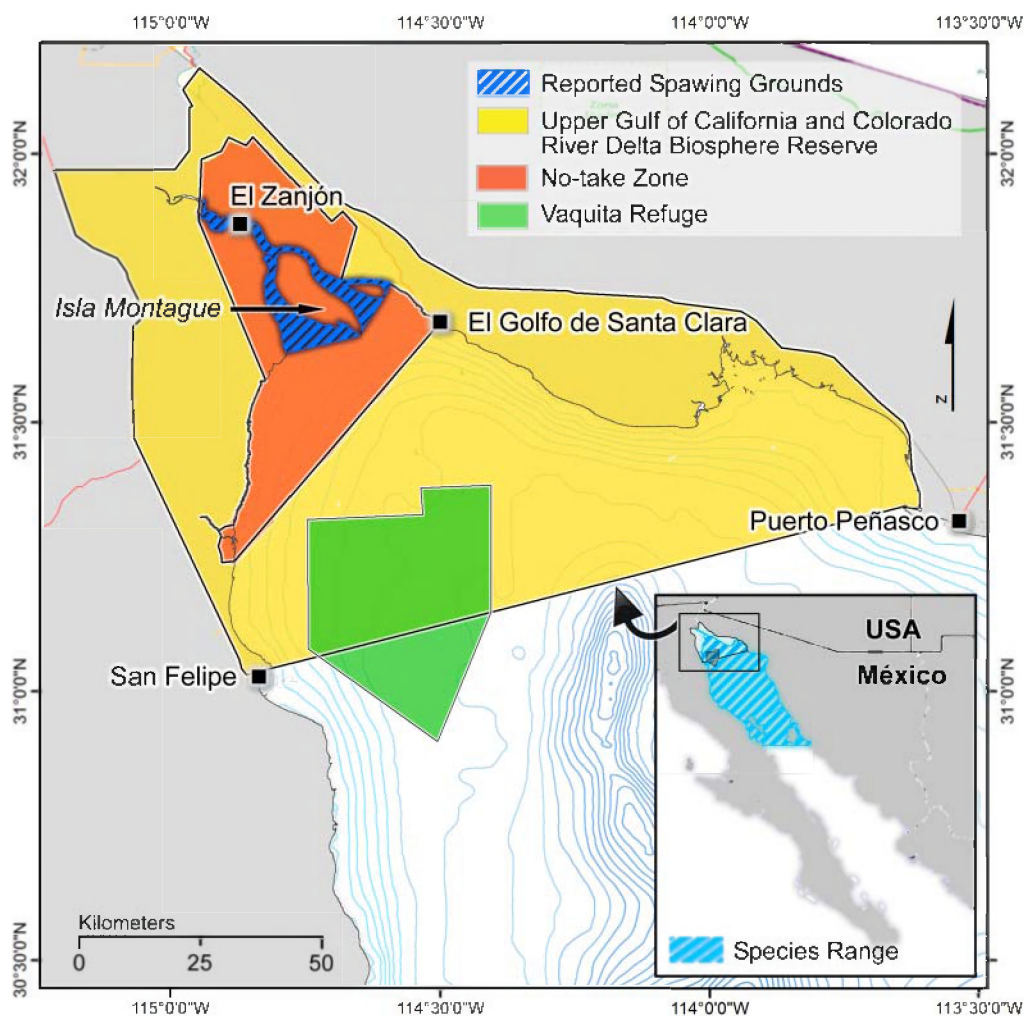 115°0'0"W
114°30'0"W
114°0'0"W
113°30'0"W
Reported Spawing Grounds
Upper Gulf of California and Colorado
River Delta Biosphere Reserve
No-take Zone
Vaquita Refuge
32°0'0"N
32°0'0"N
El Zanjón
Isla Montague
El Golfo de Santa Clara
N
31°30'0"N
31°30'0"N
Puerto Peñasco
USA
México
San Felipe
31°0'0"N
31°0'0"N
Kilometers
0 25 50
Species Range
30°30'0"N
115°0'0"W
114°30'0"W
114°0'0"W
113°30'0"W